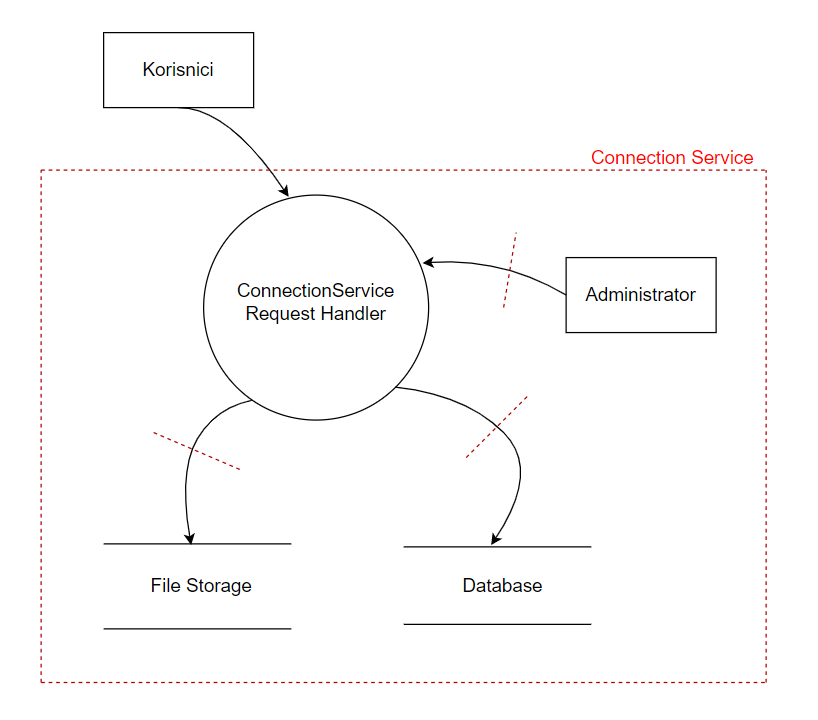 Korisnici
Connection Service
ConnectionService
Request Handler
Administrator
File Storage
Database